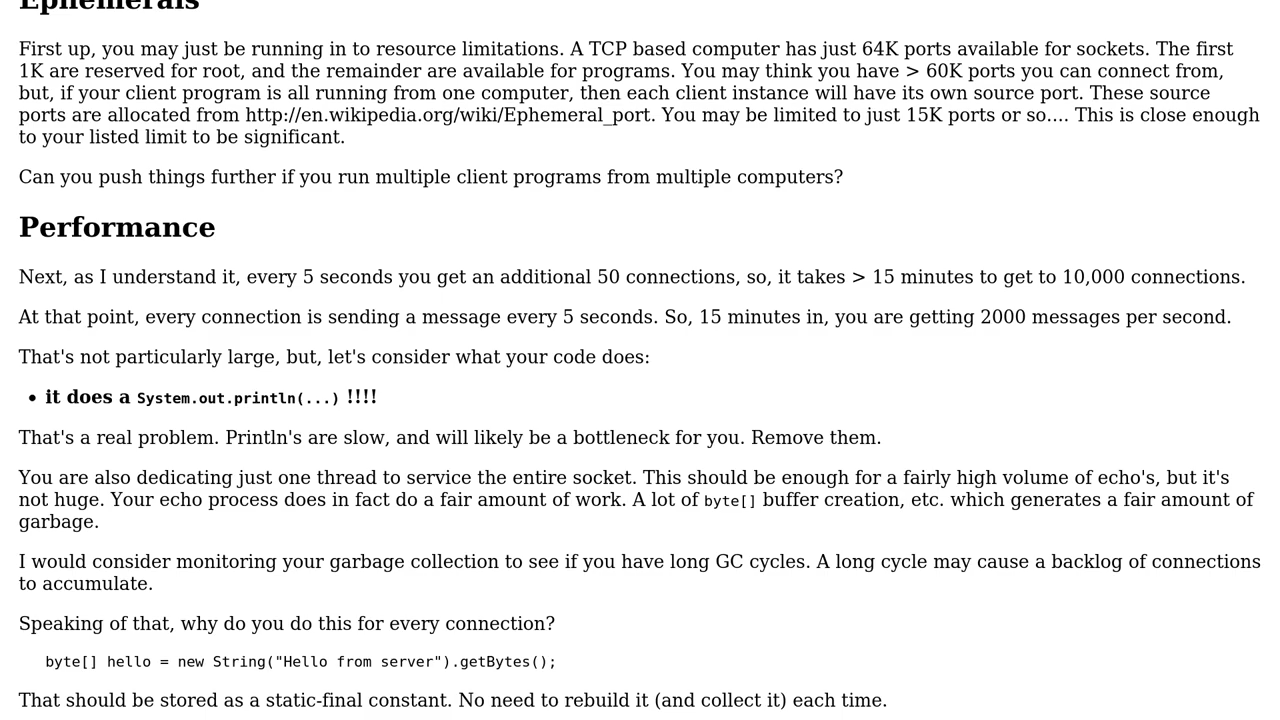 Ephemerals
First up, you may just be running in to resource limitations. A TCP based computer has just 64K ports available for sockets. The first
1K are reserved for root, and the remainder are available for programs. You may think you have > 60K ports you can connect from,
but, if your client program is all running from one computer, then each client instance will have its own source port. These source
ports are allocated from http://en.wikipedia.org/wiki/Ephemeral_port. You may be limited to just 15K ports or so.... This is close enough
to your listed limit to be significant.
Can you push things further if you run multiple client programs from multiple computers?
Performance
Next, as I understand it, every 5 seconds you get an additional 50 connections, so, it takes > 15 minutes to get to 10,000 connections.
At that point, every connection is sending a message every 5 seconds. So, 15 minutes in, you are getting 2000 messages per second.
That's not particularly large, but, let's consider what your code does:
• it does a System.out.println(...) !!!!
That's a real problem. Println's are slow, and will likely be a bottleneck for you. Remove them.
You are also dedicating just one thread to service the entire socket. This should be enough for a fairly high volume of echo's, but it's
not huge. Your echo process does in fact do a fair amount of work. A lot of byte[] buffer creation, etc. which generates a fair amount of
garbage.
I would consider monitoring your garbage collection to see if you have long GC cycles. A long cycle may cause a backlog of connections
to accumulate.
Speaking of that, why do you do this for every connection?
byte[] hello = new String("Hello from server").getBytes();
That should be stored as a static-final constant. No need to rebuild it (and collect it) each time.